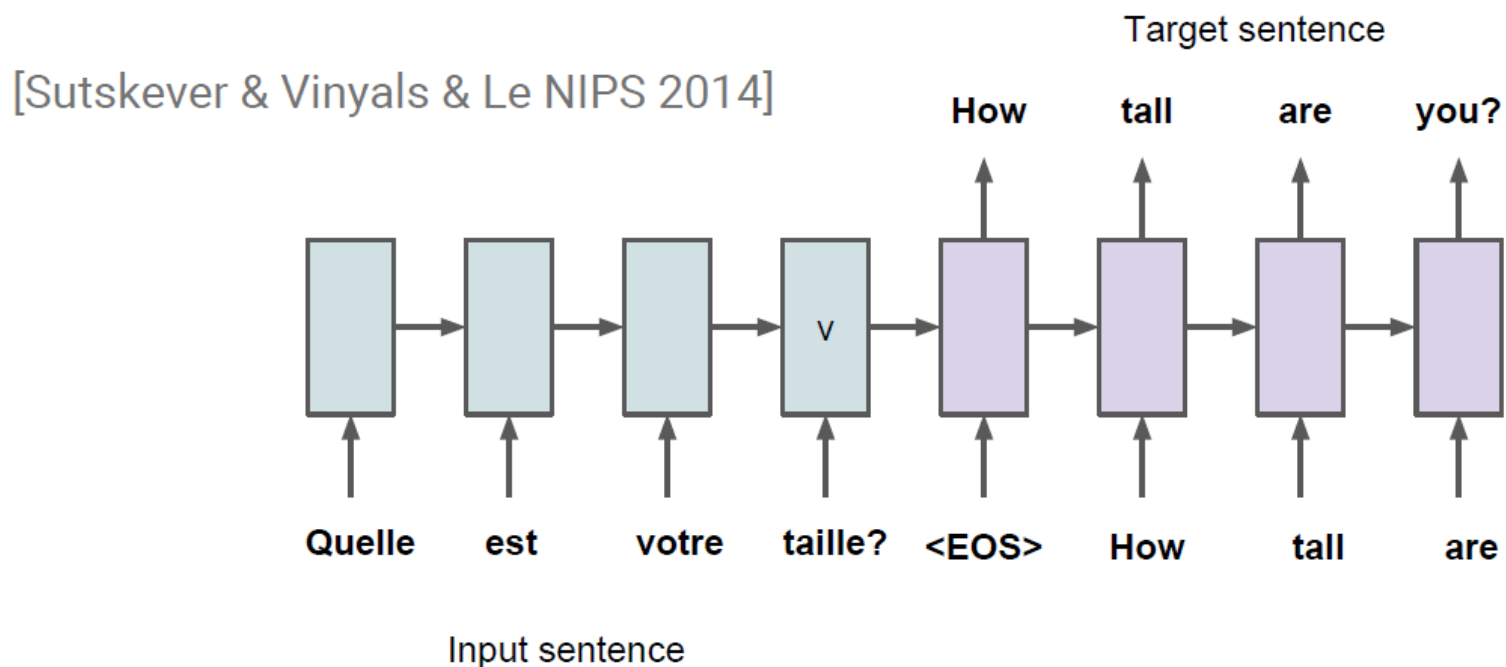 Target sentence
[Sutskever & Vinyals & Le NIPS 2014]
How tall are you?
v
Quelle est votre taille? <EOS> How tall are
Input sentence